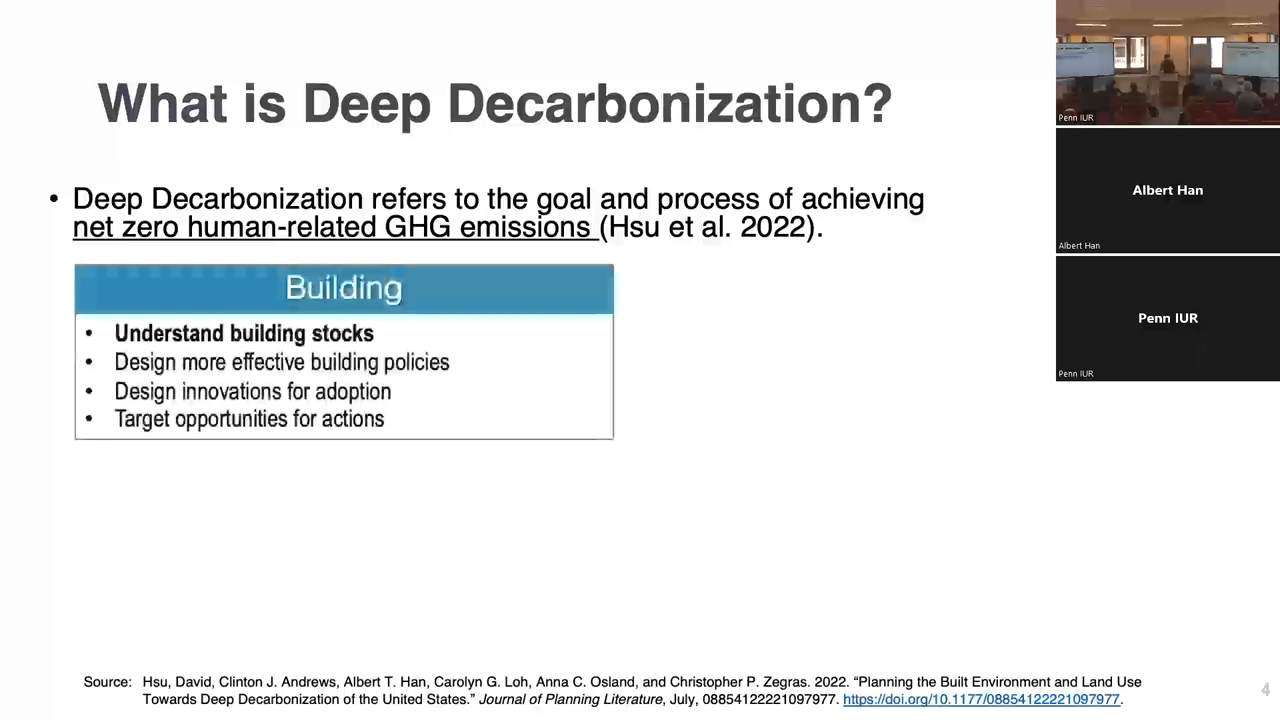 What is Deep Decarbonization?
• Deep Decarbonization refers to the goal and process of achieving
net zero human-related GHG emissions (Hsu et al. 2022).
Building
• Understand building stocks
• Design more effective building policies
• Design innovations for adoption
• Target opportunities for actions
Source: Hsu, David, Clinton J. Andrews, Albert T. Han, Carolyn G. Loh, Anna C. Osland, and Christopher P. Zegras. 2022. “Planning the Built Environment and Land Use
Towards Deep Decarbonization of the United States.” Journal of Planning Literature, July, 08854122221097977. https://doi.org/10.1177/08854122221097977.
4
Penn IUR
Albert Han
Albert Han
Penn IUR
Penn IUR